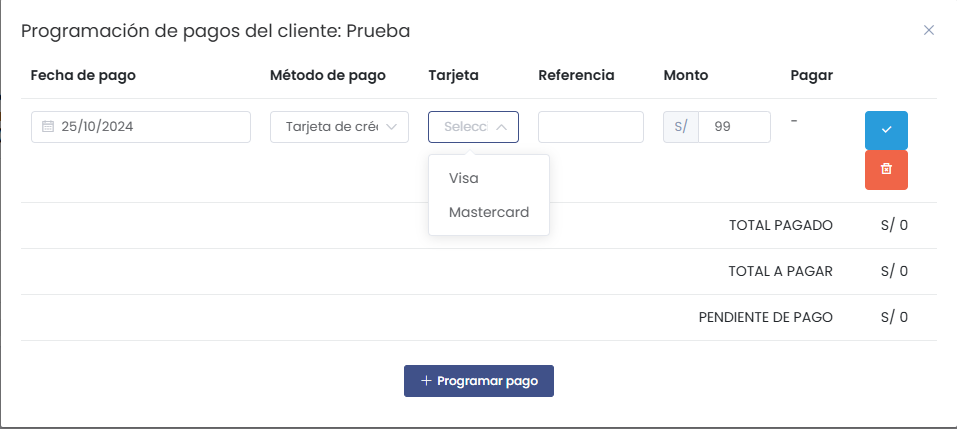 Programación de pagos del cliente: Prueba
Fecha de pago Método de pago Tarjeta Referencia Monto Pagar
25/10/2024 Tarjeta de cré Selecc S/ 99 -
Visa
Mastercard
TOTAL PAGADO S/ 0
TOTAL A PAGAR S/ 0
PENDIENTE DE PAGO S/ 0
+ Programar pago